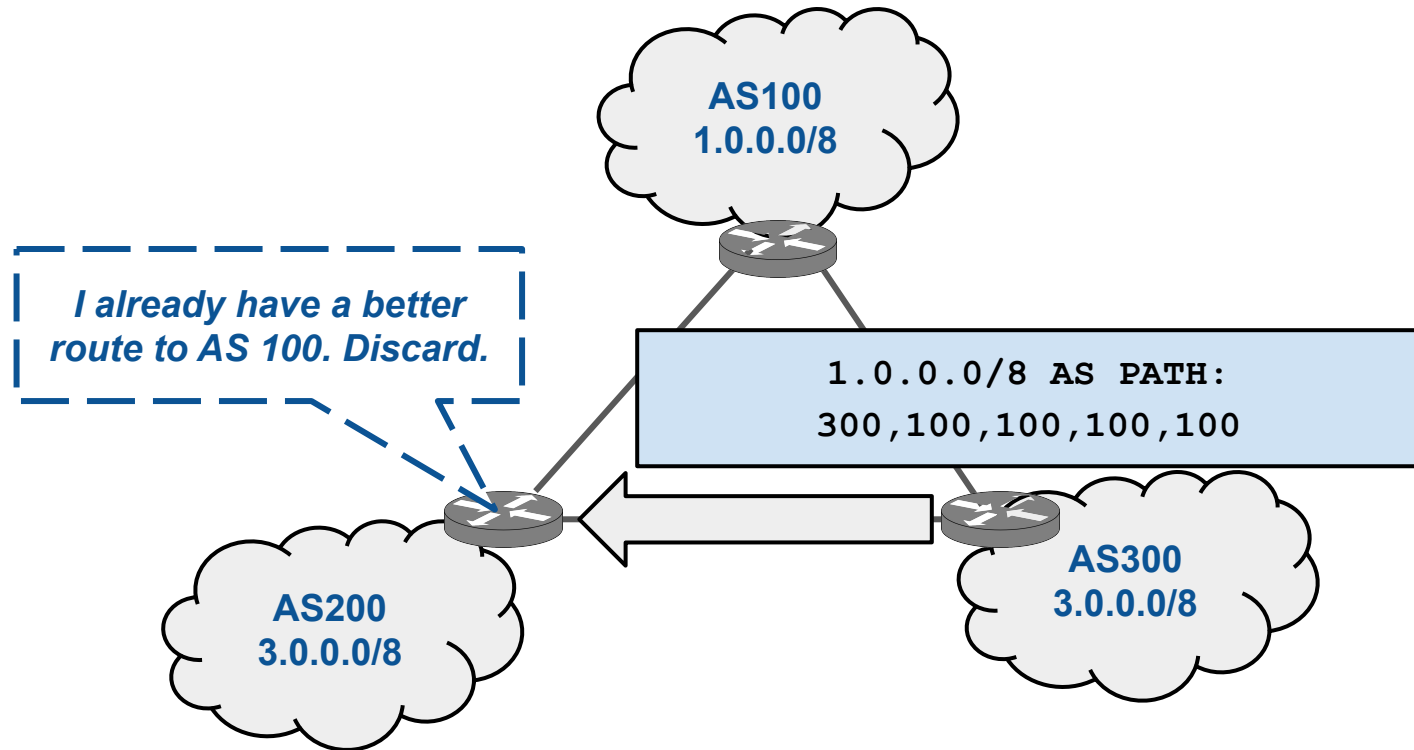 AS100
1.0.0.0/8
I already have a better
route to AS 100. Discard.
1.0.0.0/8 AS PATH:
300,100,100,100,100
AS300
3.0.0.0/8
AS200
3.0.0.0/8